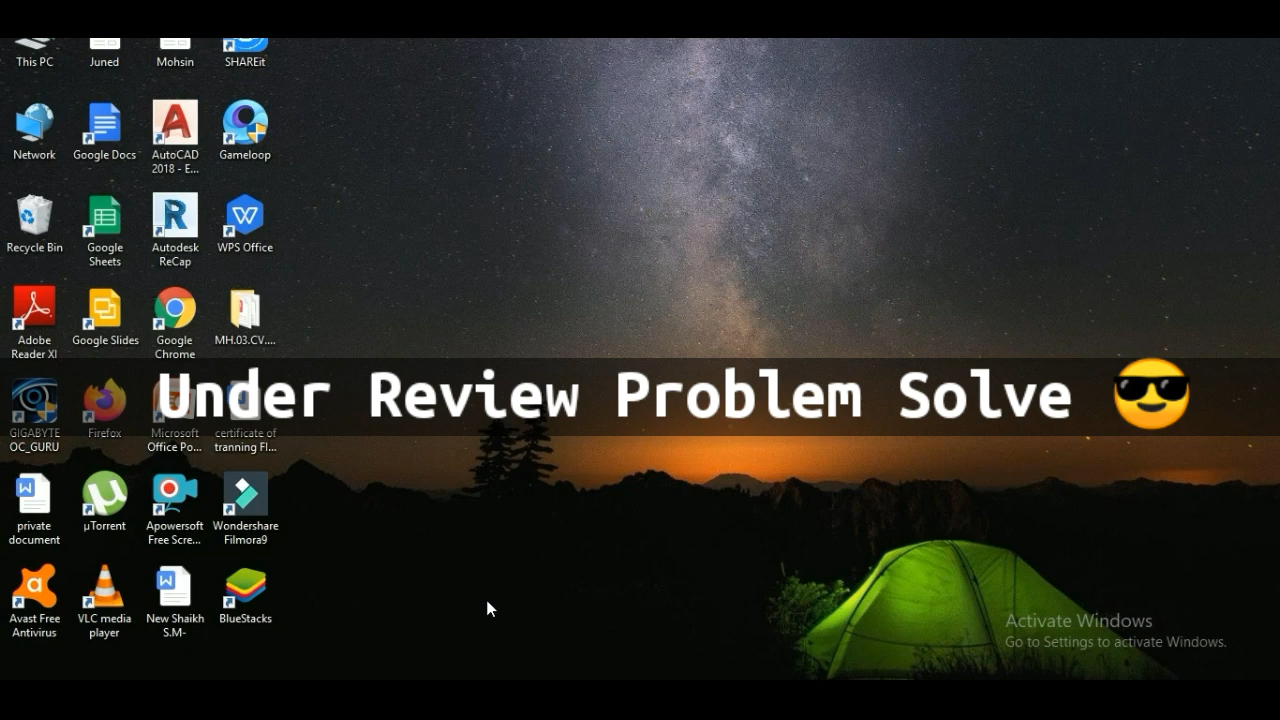 This PC
Juned
Mohsin
SHAREit
Network
Google Docs
AutoCAD
2018 - E...
Gameloop
Recycle Bin
Google
Sheets
Autodesk
ReCap
WPS Office
Adobe
Reader XI
Google Slides
Google
Chrome
MH.03.CV....
Under Review Problem Solve 😎
GIGABYTE
OC_GURU
Firefox
Microsoft
Office Po...
certificate of
tranning Fl...
private
document
µTorrent
Apowersoft
Free Scre...
Wondershare
Filmora9
Avast Free
Antivirus
VLC media
player
New Shaikh
S.M-
BlueStacks
Activate Windows
Go to Settings to activate Windows.